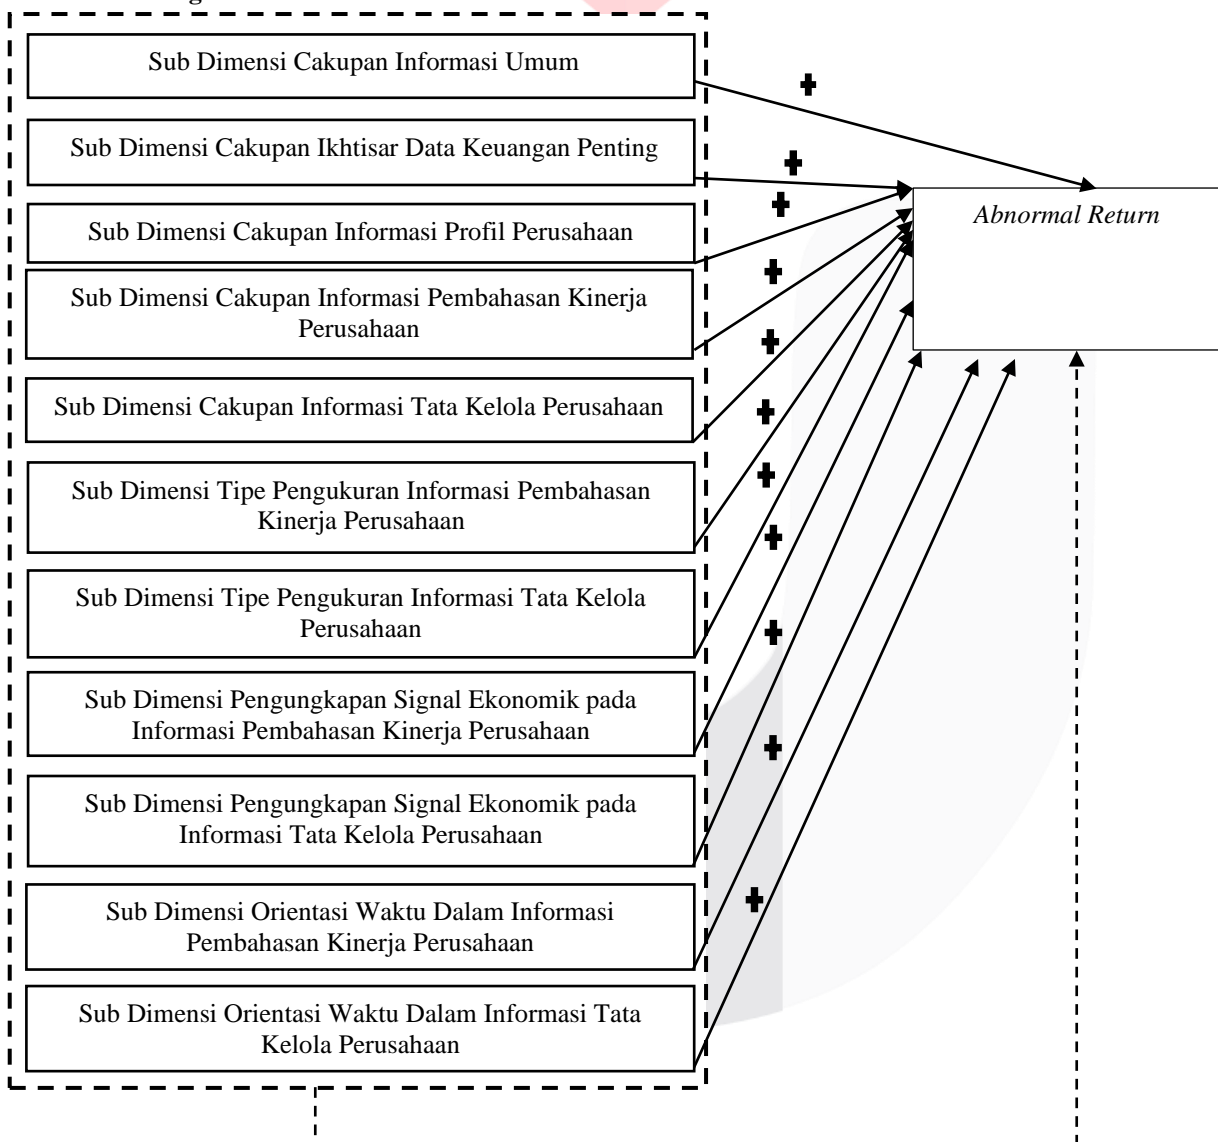 Sub Dimensi Cakupan Informasi Umum
Sub Dimensi Cakupan Ikhtisar Data Keuangan Penting
Abnormal Return
Sub Dimensi Cakupan Informasi Profil Perusahaan
Sub Dimensi Cakupan Informasi Pembahasan Kinerja
Perusahaan
Sub Dimensi Cakupan Informasi Tata Kelola Perusahaan
Sub Dimensi Tipe Pengukuran Informasi Pembahasan
Kinerja Perusahaan
Sub Dimensi Tipe Pengukuran Informasi Tata Kelola
Perusahaan
Sub Dimensi Pengungkapan Signal Ekonomik pada
Informasi Pembahasan Kinerja Perusahaan
Sub Dimensi Pengungkapan Signal Ekonomik pada
Informasi Tata Kelola Perusahaan
Sub Dimensi Orientasi Waktu Dalam Informasi
Pembahasan Kinerja Perusahaan
Sub Dimensi Orientasi Waktu Dalam Informasi Tata
Kelola Perusahaan